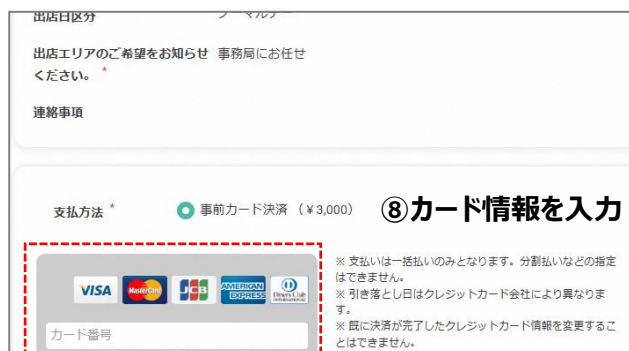 出店日区分 ノーマルデー
出店エリアのご希望をお知らせ 事務局にお任せ
ください。 *
連絡事項
支払方法 * 事前カード決済 （¥3,000） ⑧カード情報を入力
VISA MasterCard JCB AMERICAN EXPRESS Diners Club INTERNATIONAL
カード番号
※ 支払いは一括払いのみとなります。分割払いなどの指定
はできません。
※ 引き落とし日はクレジットカード会社により異なりま
す。
※ 既に決済が完了したクレジットカード情報を変更するこ
とはできません。